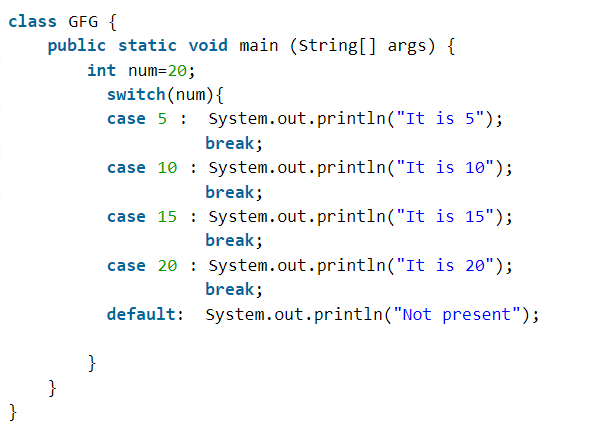 class GFG {
    public static void main (String[] args) {
        int num=20;
          switch(num){
          case 5 :  System.out.println("It is 5");
                    break;
          case 10 : System.out.println("It is 10");
                    break;
          case 15 : System.out.println("It is 15");
                    break;
          case 20 : System.out.println("It is 20");
                    break;
          default:  System.out.println("Not present");
        }
    }
}